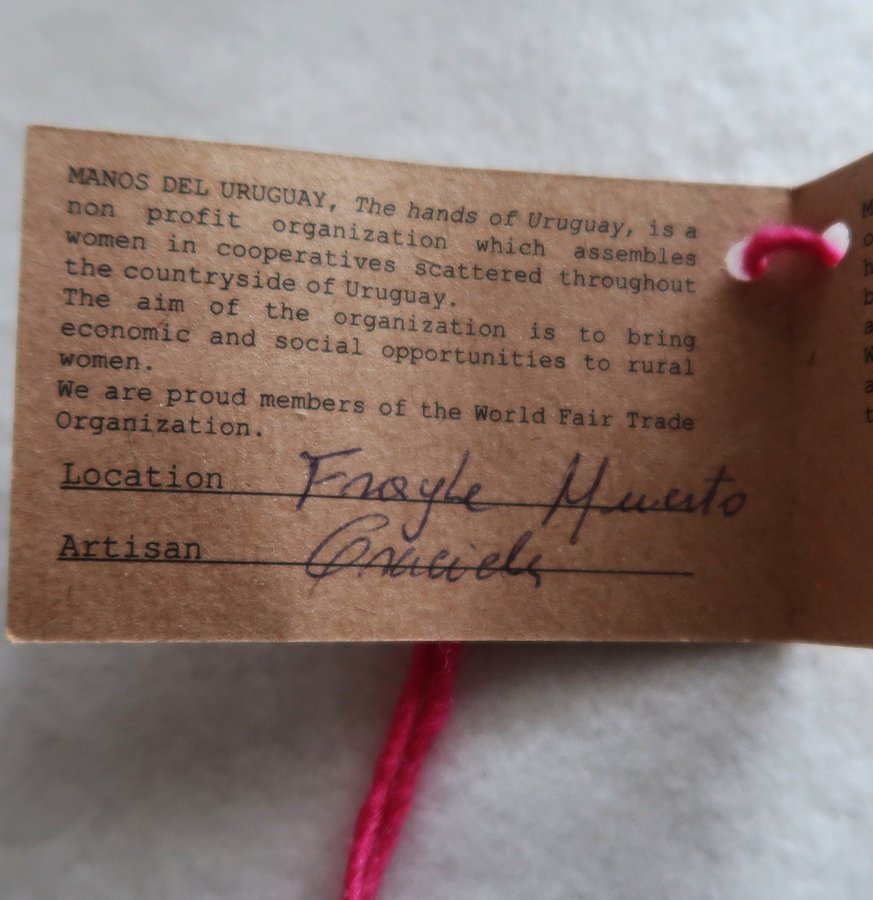 MANOS DEL URUGUAY, The hands of Uruguay, is a
non profit organization which assembles
women in cooperatives scattered throughout
the countryside of Uruguay.
The aim of the organization is to bring
economic and social opportunities to rural
women.
We are proud members of the World Fair Trade
Organization.
Location Frayle Muerto
Artisan Graciela